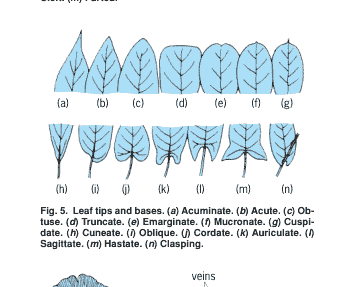 (a) (b) (c) (d) (e) (f) (g)
(h) (i) (j) (k) (l) (m) (n)
Fig. 5. Leaf tips and bases. (a) Acuminate. (b) Acute. (c) Ob-
tuse. (d) Truncate. (e) Emarginate. (f) Mucronate. (g) Cuspi-
date. (h) Cuneate. (i) Oblique. (j) Cordate. (k) Auriculate. (l)
Sagittate. (m) Hastate. (n) Clasping.
veins